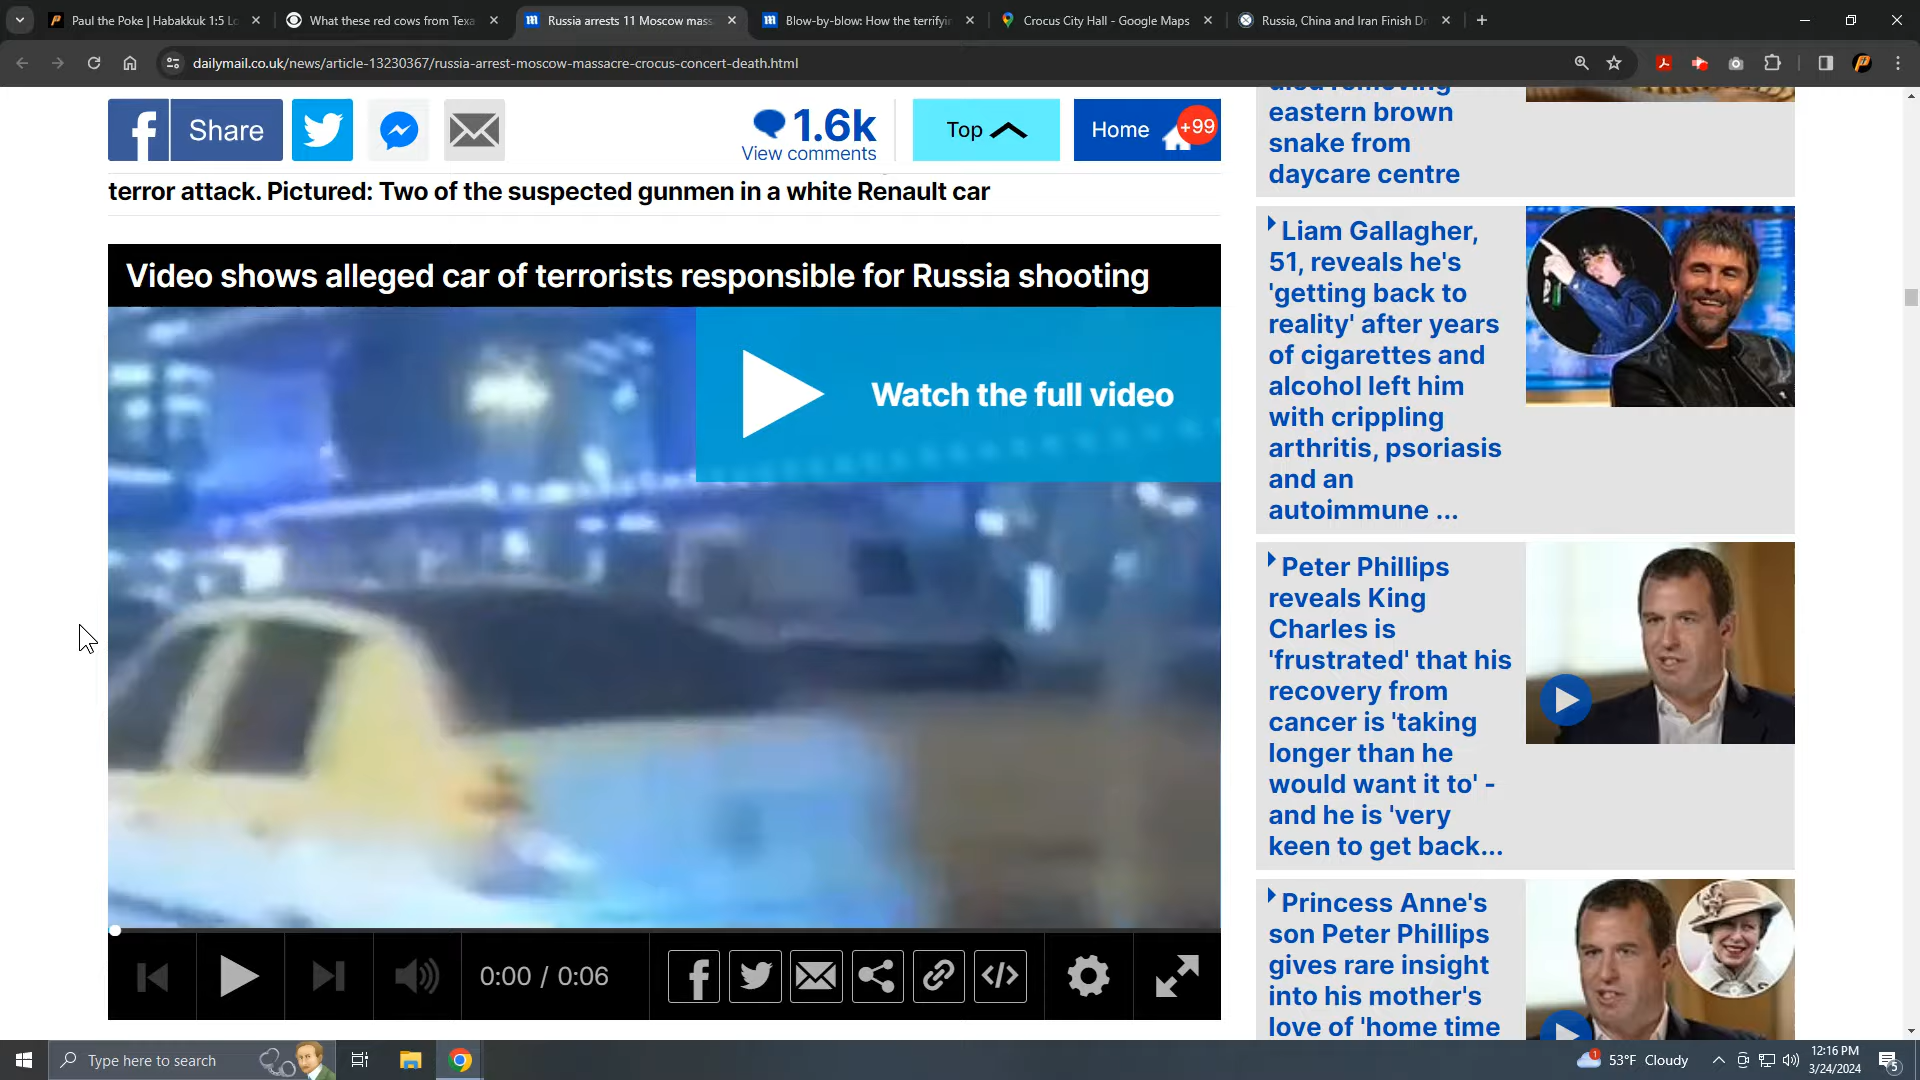 Paul the Poke | Habakkuk 1:5 Lo
What these red cows from Texa
Russia arrests 11 Moscow mass
Blow-by-blow: How the terrifyin
Crocus City Hall - Google Maps
Russia, China and Iran Finish Dr
dailymail.co.uk/news/article-13230367/russia-arrest-moscow-massacre-crocus-concert-death.html
Share
1.6k
View comments
Top
Home
+99
terror attack. Pictured: Two of the suspected gunmen in a white Renault car
Video shows alleged car of terrorists responsible for Russia shooting
Watch the full video
0:00 / 0:06
eastern brown
snake from
daycare centre
Liam Gallagher,
51, reveals he's
'getting back to
reality' after years
of cigarettes and
alcohol left him
with crippling
arthritis, psoriasis
and an
autoimmune ...
Peter Phillips
reveals King
Charles is
'frustrated' that his
recovery from
cancer is 'taking
longer than he
would want it to' -
and he is 'very
keen to get back...
Princess Anne's
son Peter Phillips
gives rare insight
into his mother's
love of 'home time
Type here to search
1
53°F Cloudy
12:16 PM
3/24/2024
5